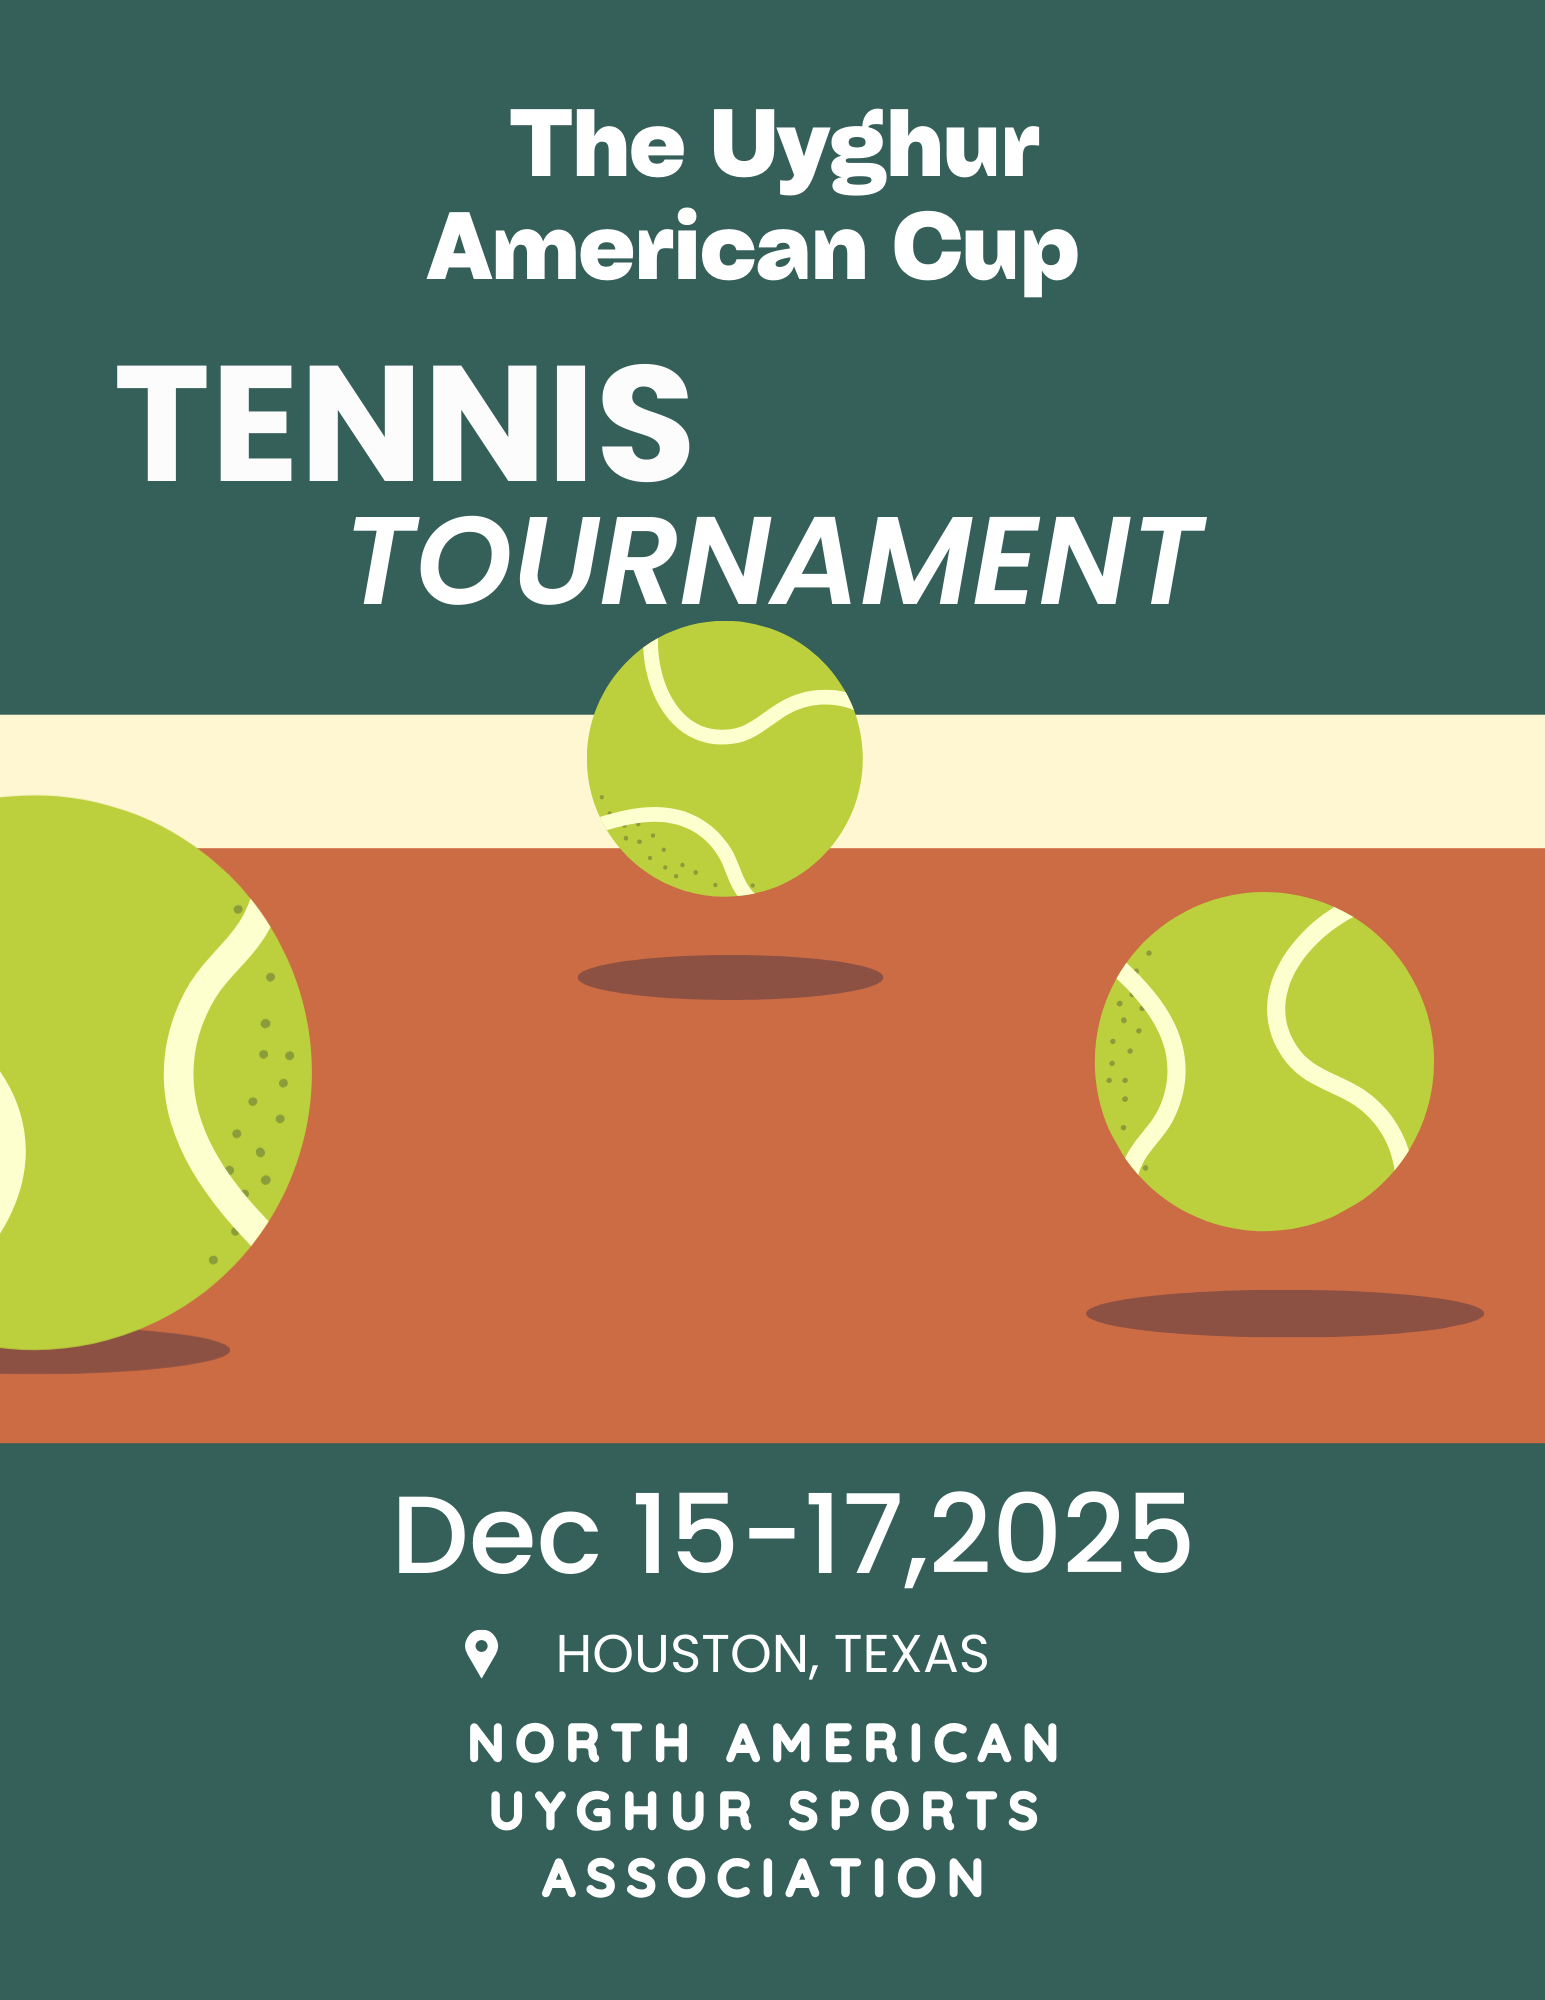 The Uyghur
American Cup
TENNIS
TOURNAMENT
Dec 15-17,2025
HOUSTON, TEXAS
NORTH AMERICAN
UYGHUR SPORTS
ASSOCIATION